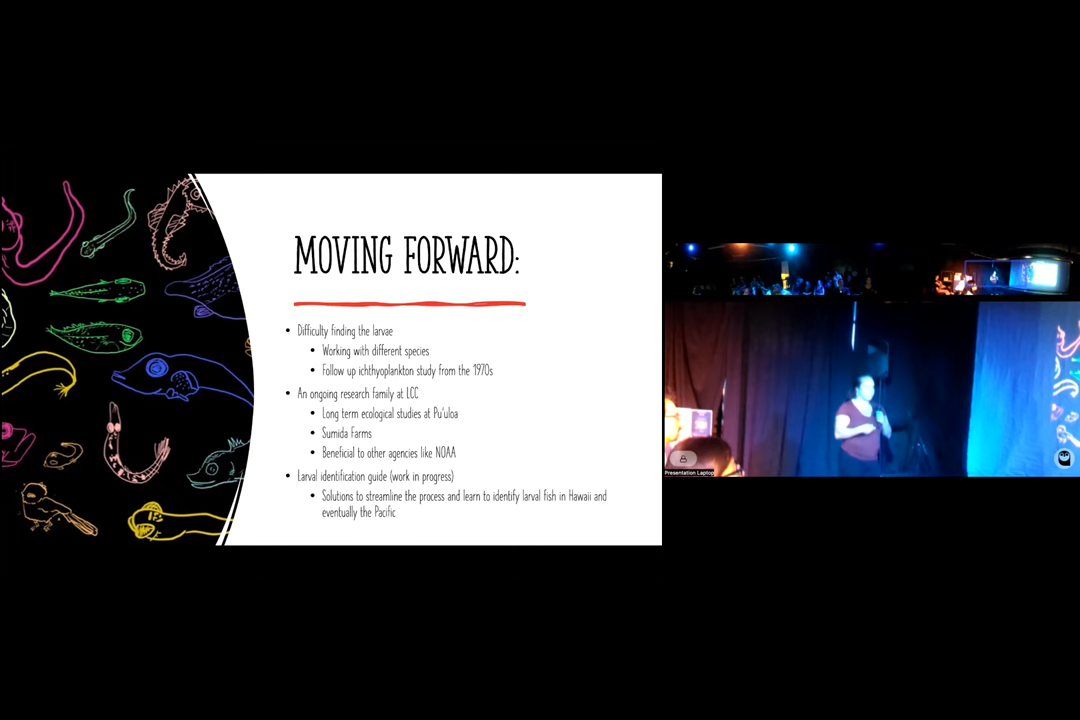 MOVING FORWARD:
• Difficulty finding the larvae
• Working with different species
• Follow up ichthyoplankton study from the 1970s
• An ongoing research family at LCC
• Long term ecological studies at Pu'uloa
• Sumida Farms
• Beneficial to other agencies like NOAA
• Larval identification guide (work in progress)
• Solutions to streamline the process and learn to identify larval fish in Hawaii and
eventually the Pacific
Presentation Laptop